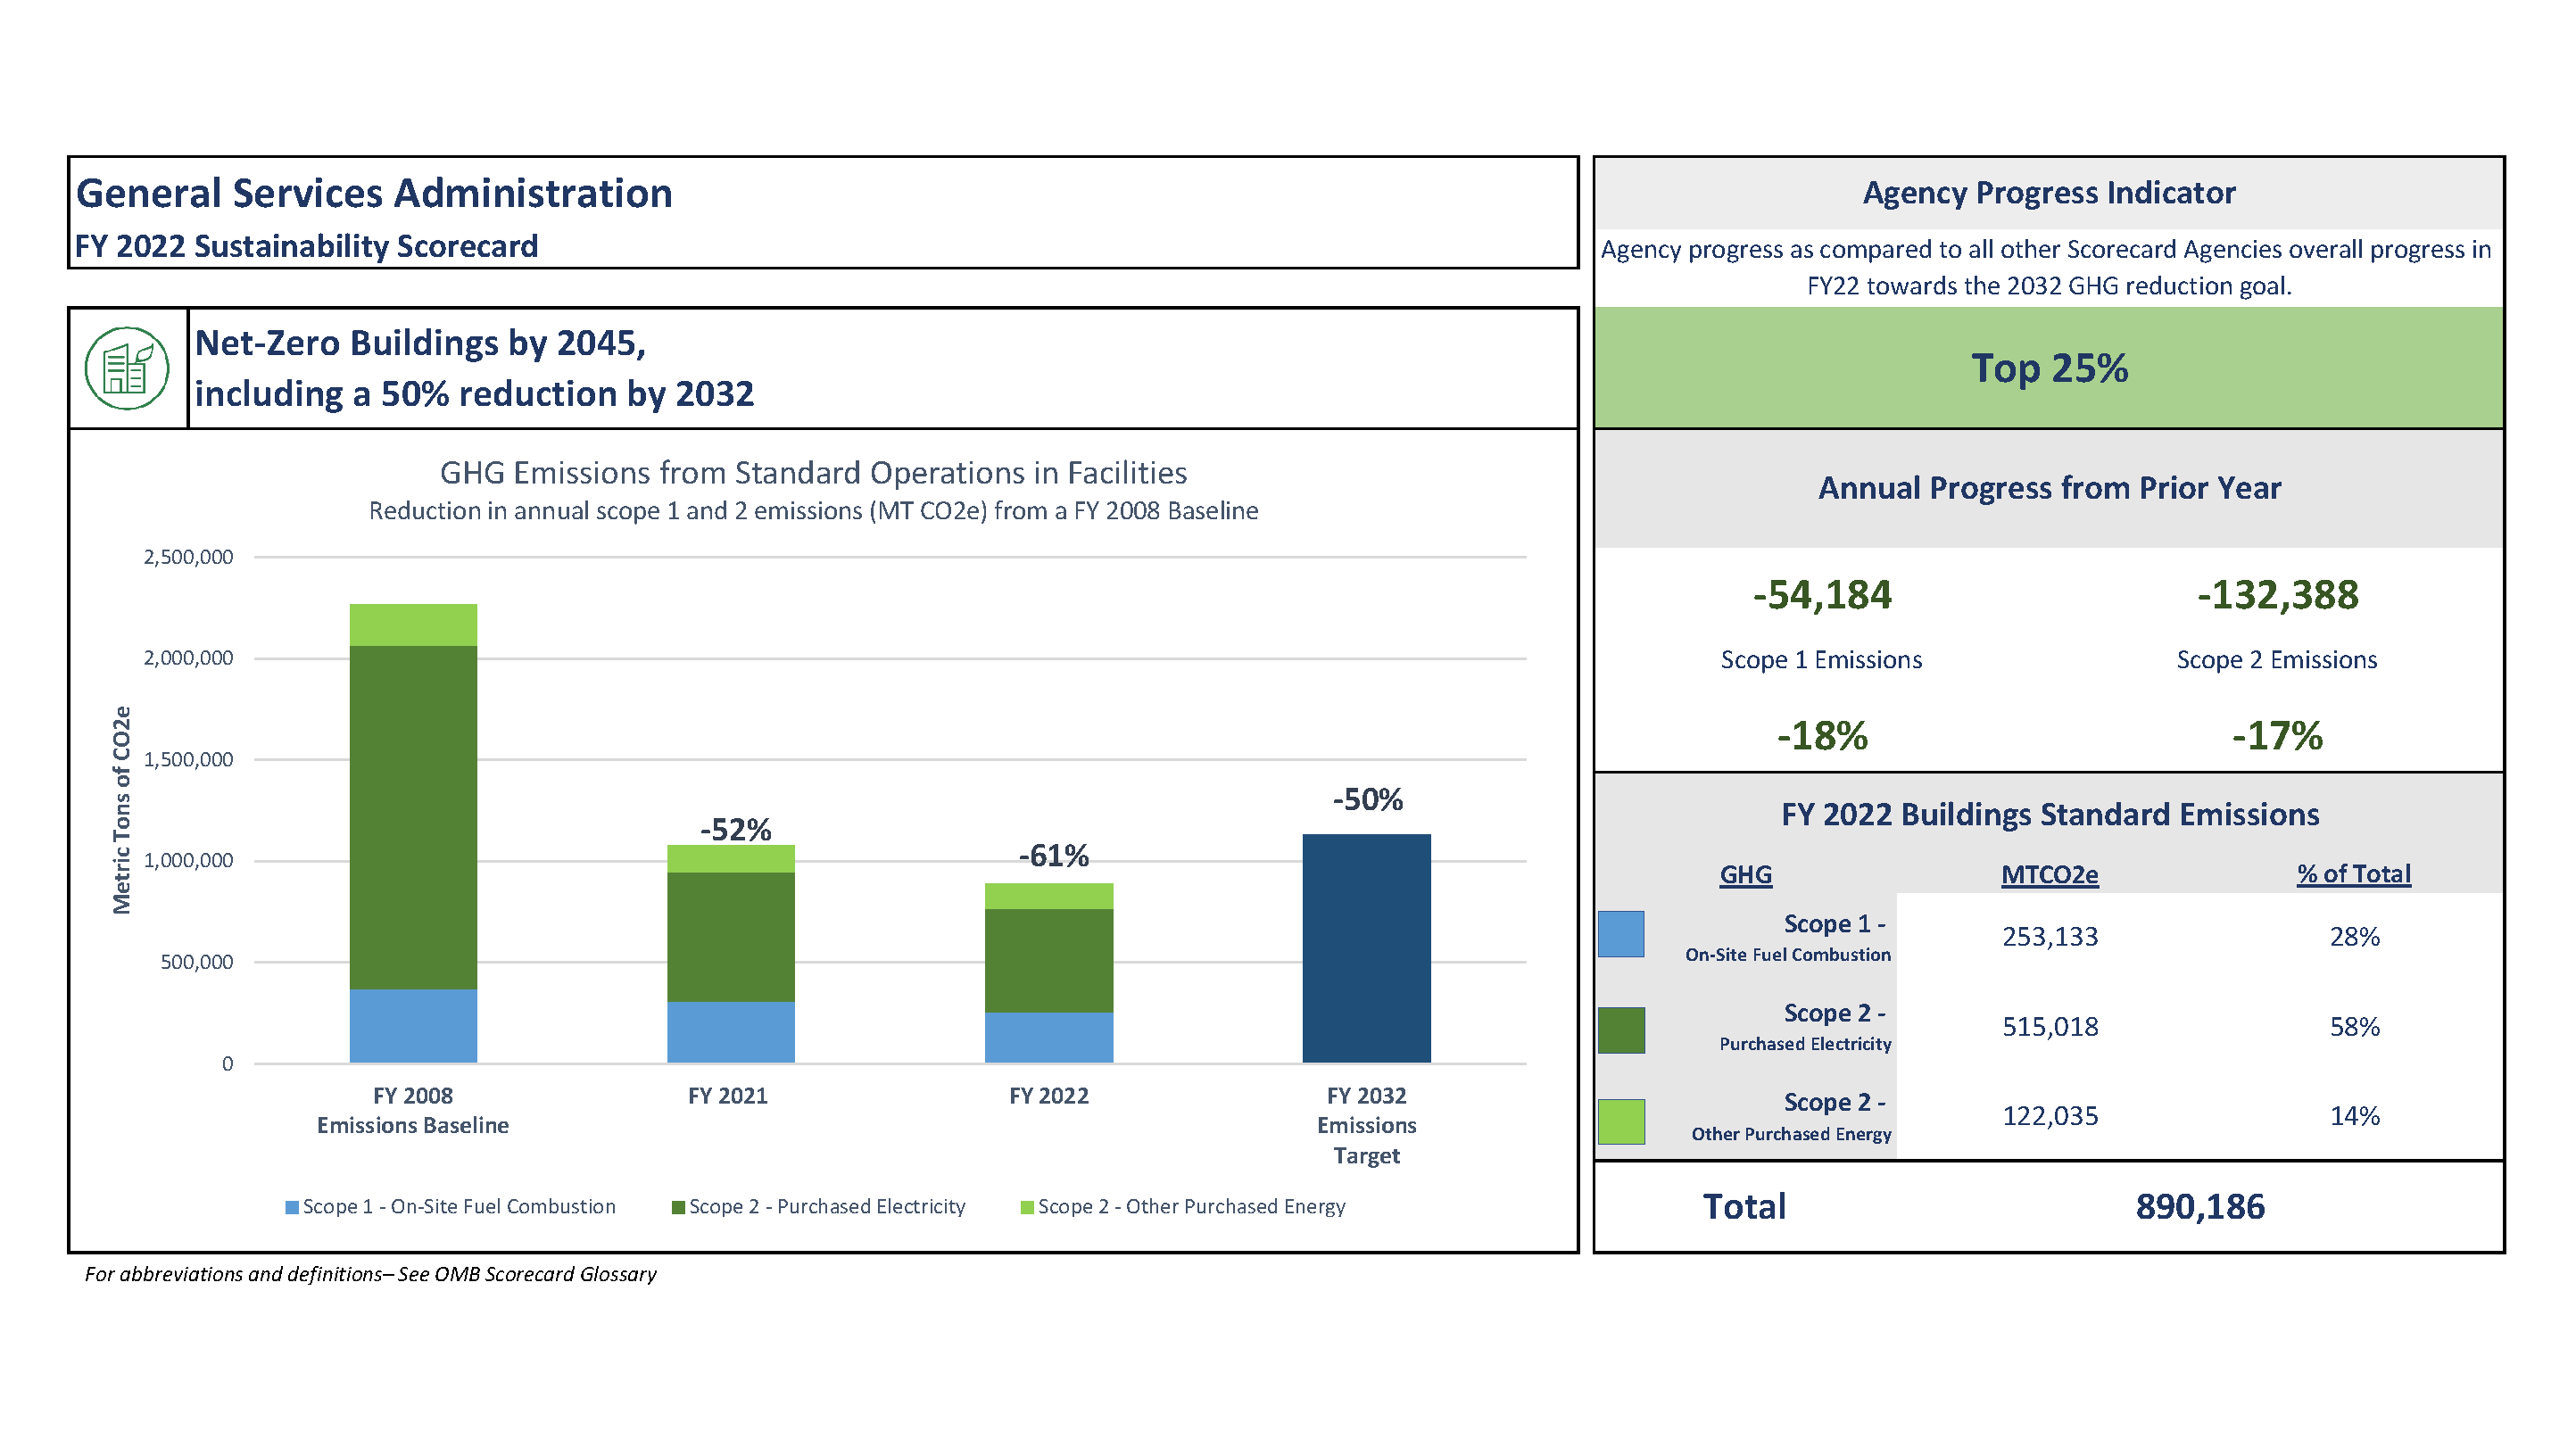 General Services Administration
FY 2022 Sustainability Scorecard
Net-Zero Buildings by 2045,
including a 50% reduction by 2032
GHG Emissions from Standard Operations in Facilities
Reduction in annual scope 1 and 2 emissions (MT CO2e) from a FY 2008 Baseline
Metric Tons of CO2e
2,500,000
2,000,000
1,500,000
1,000,000
500,000
0
-52%
-61%
-50%
FY 2008
Emissions Baseline
FY 2021
FY 2022
FY 2032
Emissions
Target
Scope 1 - On-Site Fuel Combustion
Scope 2 - Purchased Electricity
Scope 2 - Other Purchased Energy
For abbreviations and definitions– See OMB Scorecard Glossary
Agency Progress Indicator
Agency progress as compared to all other Scorecard Agencies overall progress in
FY22 towards the 2032 GHG reduction goal.
Top 25%
Annual Progress from Prior Year
-54,184 -132,388
Scope 1 Emissions Scope 2 Emissions
-18% -17%
FY 2022 Buildings Standard Emissions
GHG MTCO2e % of Total
Scope 1 -
On-Site Fuel Combustion
253,133 28%
Scope 2 -
Purchased Electricity
515,018 58%
Scope 2 -
Other Purchased Energy
122,035 14%
Total 890,186